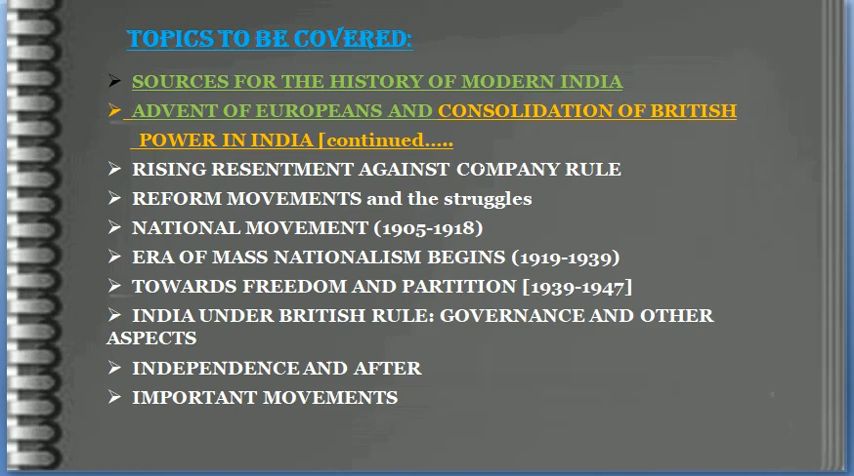 TOPICS TO BE COVERED:
➢ SOURCES FOR THE HISTORY OF MODERN INDIA
➢ ADVENT OF EUROPEANS AND CONSOLIDATION OF BRITISH
POWER IN INDIA [continued…..
➢ RISING RESENTMENT AGAINST COMPANY RULE
➢ REFORM MOVEMENTS and the struggles
➢ NATIONAL MOVEMENT (1905-1918)
➢ ERA OF MASS NATIONALISM BEGINS (1919-1939)
➢ TOWARDS FREEDOM AND PARTITION [1939-1947]
➢ INDIA UNDER BRITISH RULE: GOVERNANCE AND OTHER
ASPECTS
➢ INDEPENDENCE AND AFTER
➢ IMPORTANT MOVEMENTS